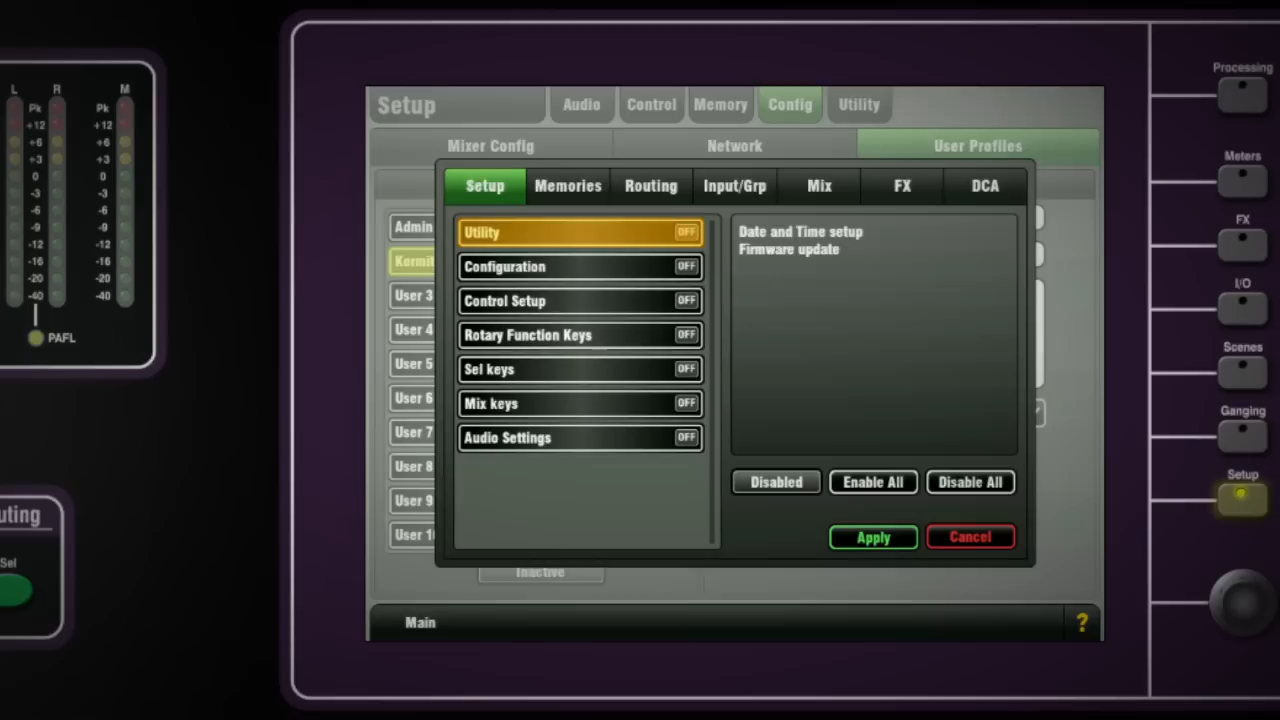 L R M
Pk Pk
+12 +12
+6 +6
+3 +3
0 0
-3 -3
-6 -6
-9 -9
-12 -12
-16 -16
-20 -20
-40 -40
PAFL
uting
Sel
Setup Audio Control Memory Config Utility
Mixer Config Network User Profiles
Admin
Kermit
User 3
User 4
User 5
User 6
User 7
User 8
User 9
User 1
Setup Memories Routing Input/Grp Mix FX DCA
Utility OFF
Configuration OFF
Control Setup OFF
Rotary Function Keys OFF
Sel keys OFF
Mix keys OFF
Audio Settings OFF
Date and Time setup
Firmware update
Disabled Enable All Disable All
Apply Cancel
Inactive
Main ?
Processing
Meters
FX
I/O
Scenes
Ganging
Setup